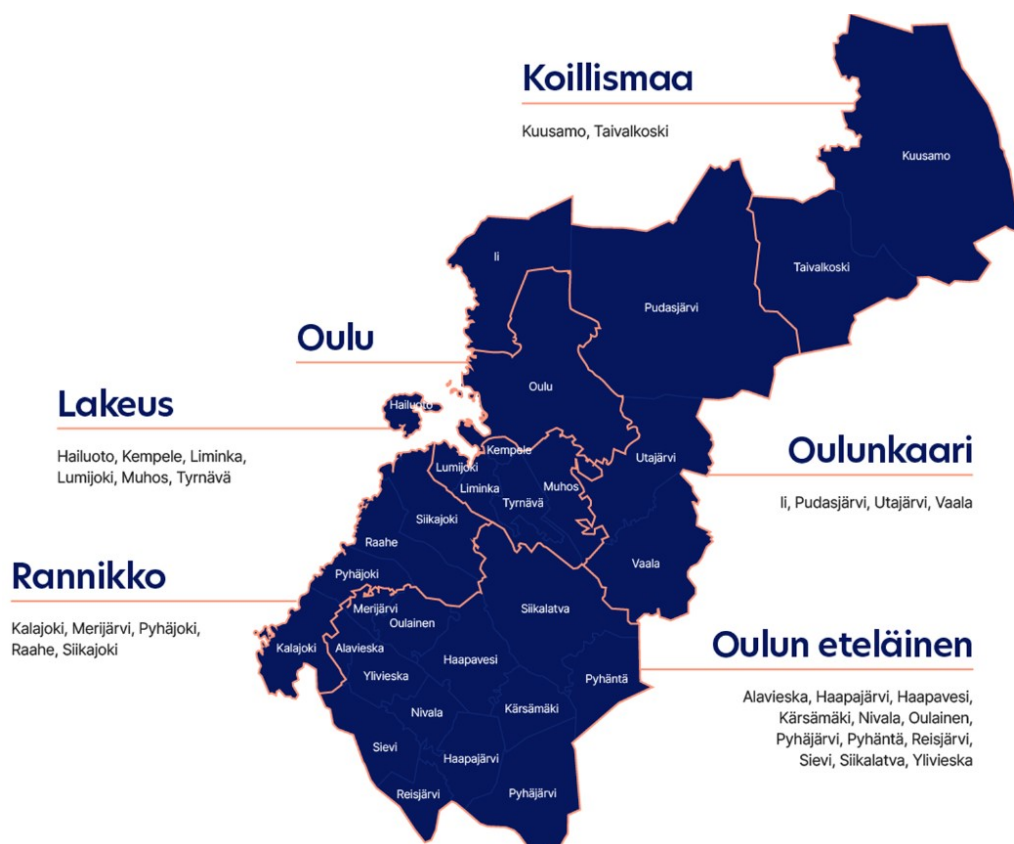 Koillismaa
Kuusamo, Taivalkoski
Kuusamo
Taivalkoski
Ii
Pudasjärvi
Oulu
Oulu
Lakeus
Hailuoto, Kempele, Liminka,
Lumijoki, Muhos, Tyrnävä
Hailuoto
Kempele
Lumijoki
Liminka
Muhos
Tyrnävä
Utajärvi
Oulunkaari
Ii, Pudasjärvi, Utajärvi, Vaala
Siikajoki
Raahe
Pyhäjoki
Vaala
Rannikko
Kalajoki, Merijärvi, Pyhäjoki,
Raahe, Siikajoki
Merijärvi
Oulainen
Siikalatva
Kalajoki
Alavieska
Ylivieska
Haapavesi
Pyhäntä
Nivala
Kärsämäki
Sievi
Haapajärvi
Reisjärvi
Pyhäjärvi
Oulun eteläinen
Alavieska, Haapajärvi, Haapavesi,
Kärsämäki, Nivala, Oulainen,
Pyhäjärvi, Pyhäntä, Reisjärvi,
Sievi, Siikalatva, Ylivieska